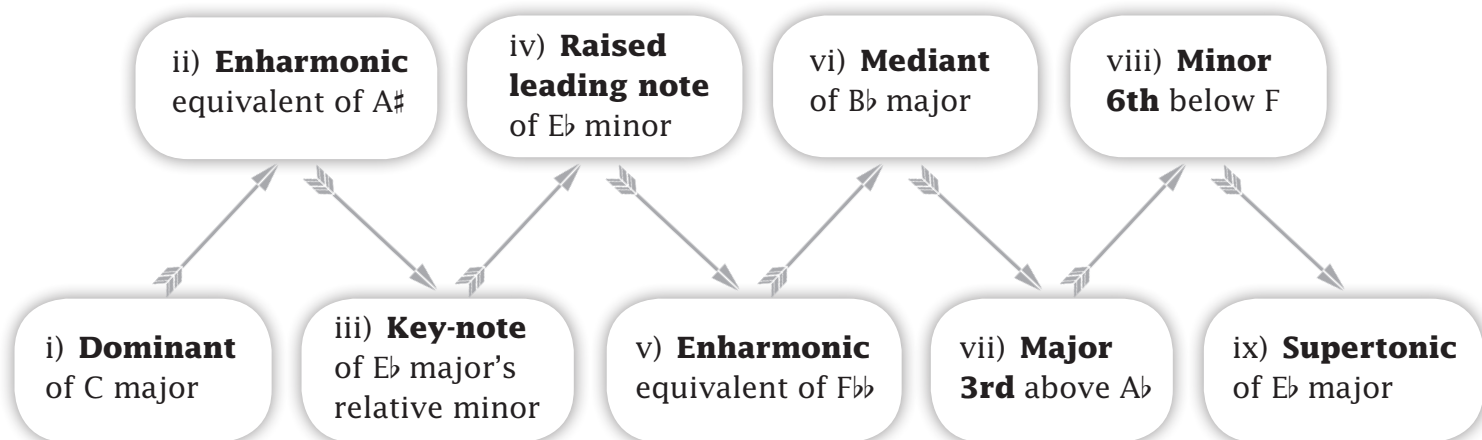 i) Dominant
of C major
ii) Enharmonic
equivalent of A♯
iii) Key-note
of E♭ major’s
relative minor
iv) Raised
leading note
of E♭ minor
v) Enharmonic
equivalent of F♭♭
vi) Mediant
of B♭ major
vii) Major
3rd above A♭
viii) Minor
6th below F
ix) Supertonic
of E♭ major